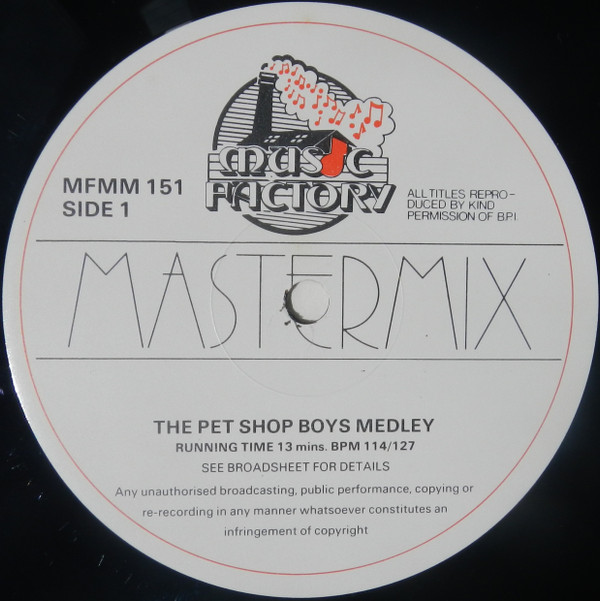 music
FACTORY
MFMM 151
SIDE 1
ALL TITLES REPRO-
DUCED BY KIND
PERMISSION OF B.P.I.
MASTERMIX
THE PET SHOP BOYS MEDLEY
RUNNING TIME 13 mins. BPM 114/127
SEE BROADSHEET FOR DETAILS
Any unauthorised broadcasting, public performance, copying or
re-recording in any manner whatsoever constitutes an
infringement of copyright